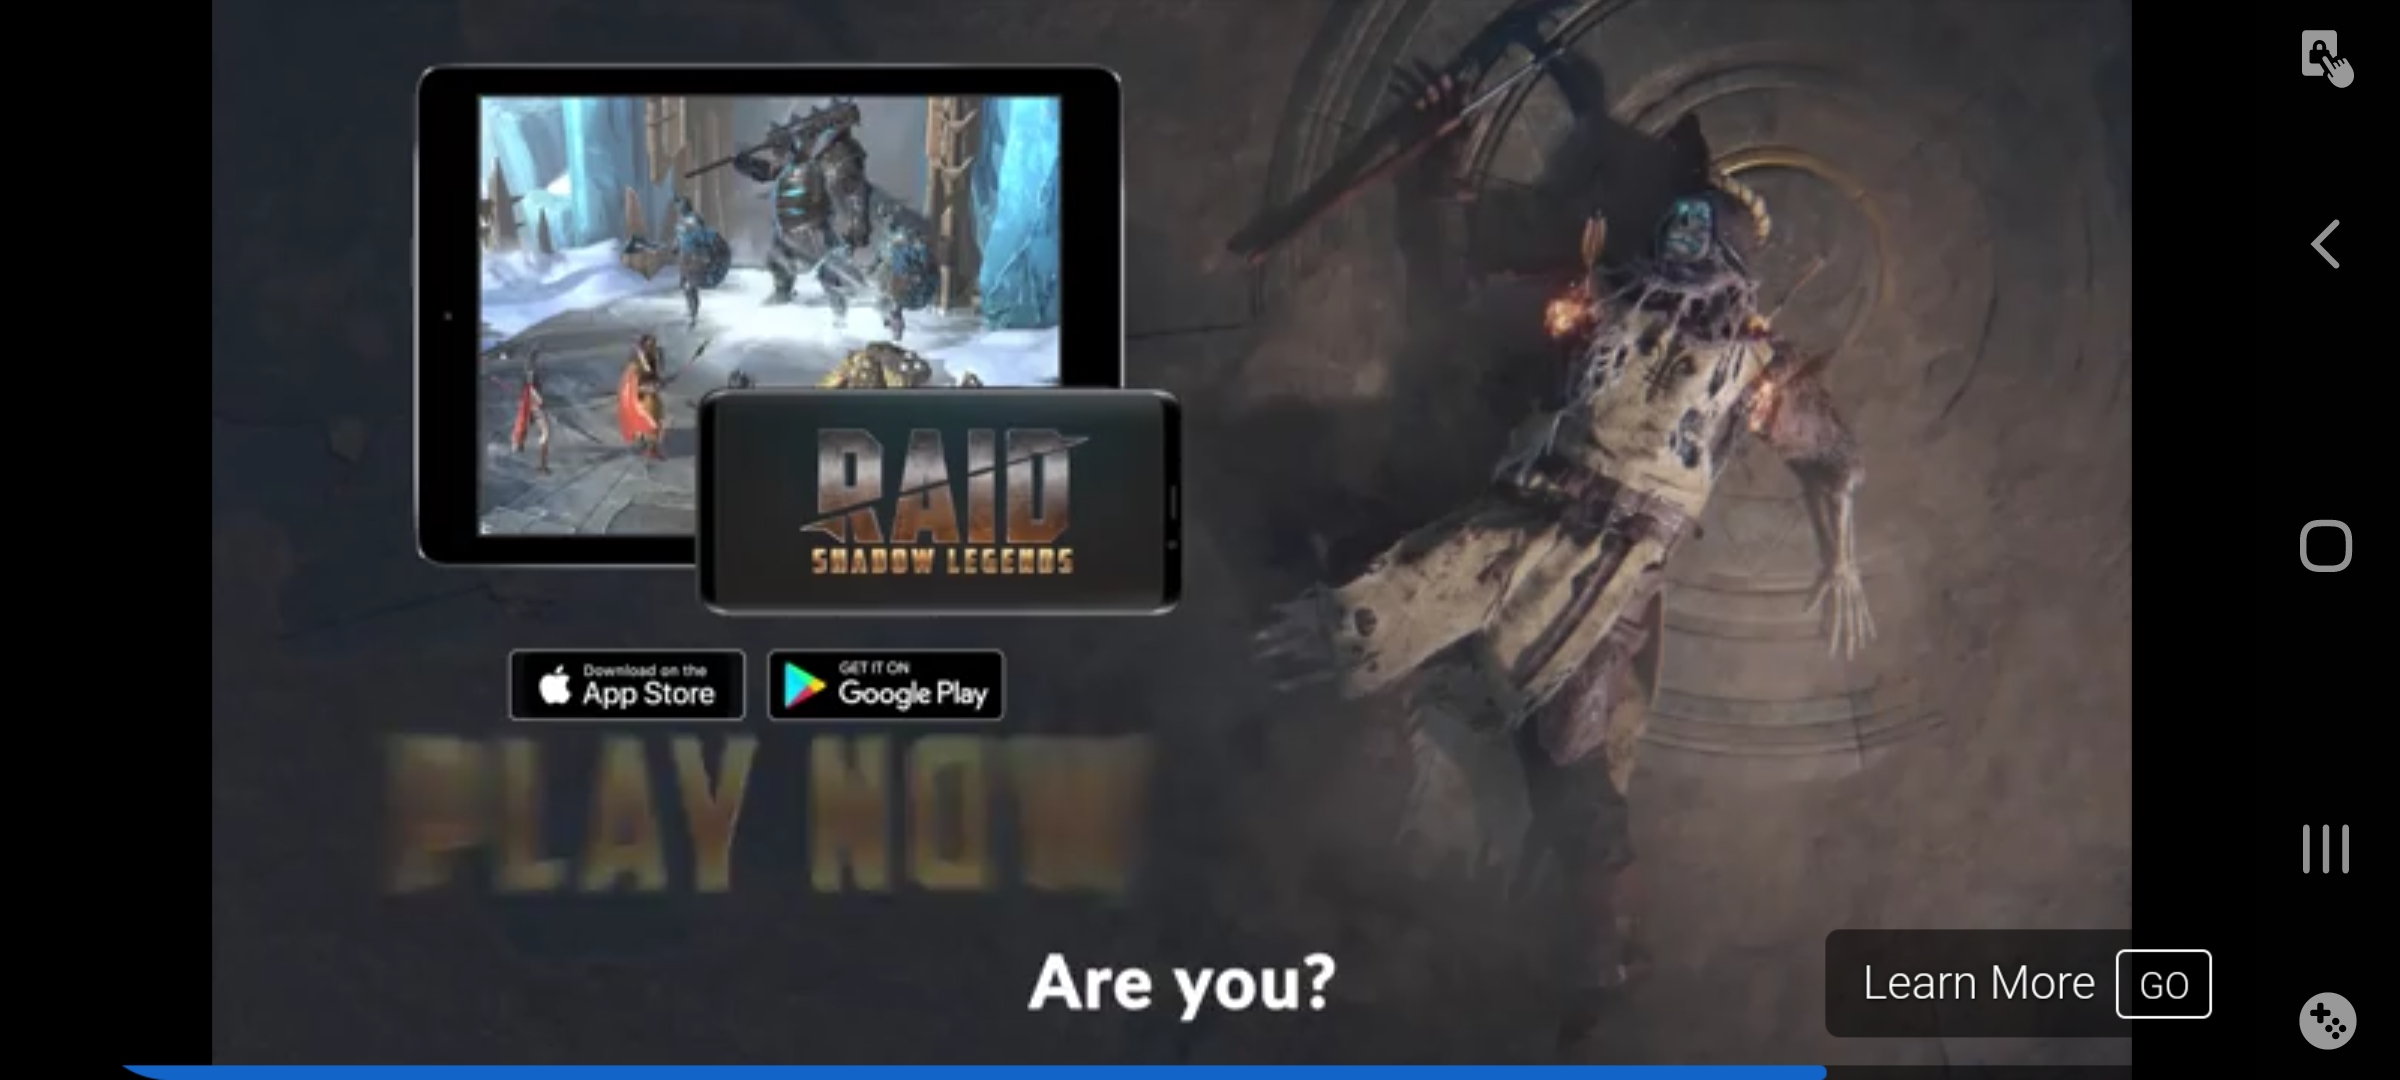 RAID
SHADOW LEGENDS
Download on the
App Store
GET IT ON
Google Play
PLAY NOW
Are you?
Learn More GO